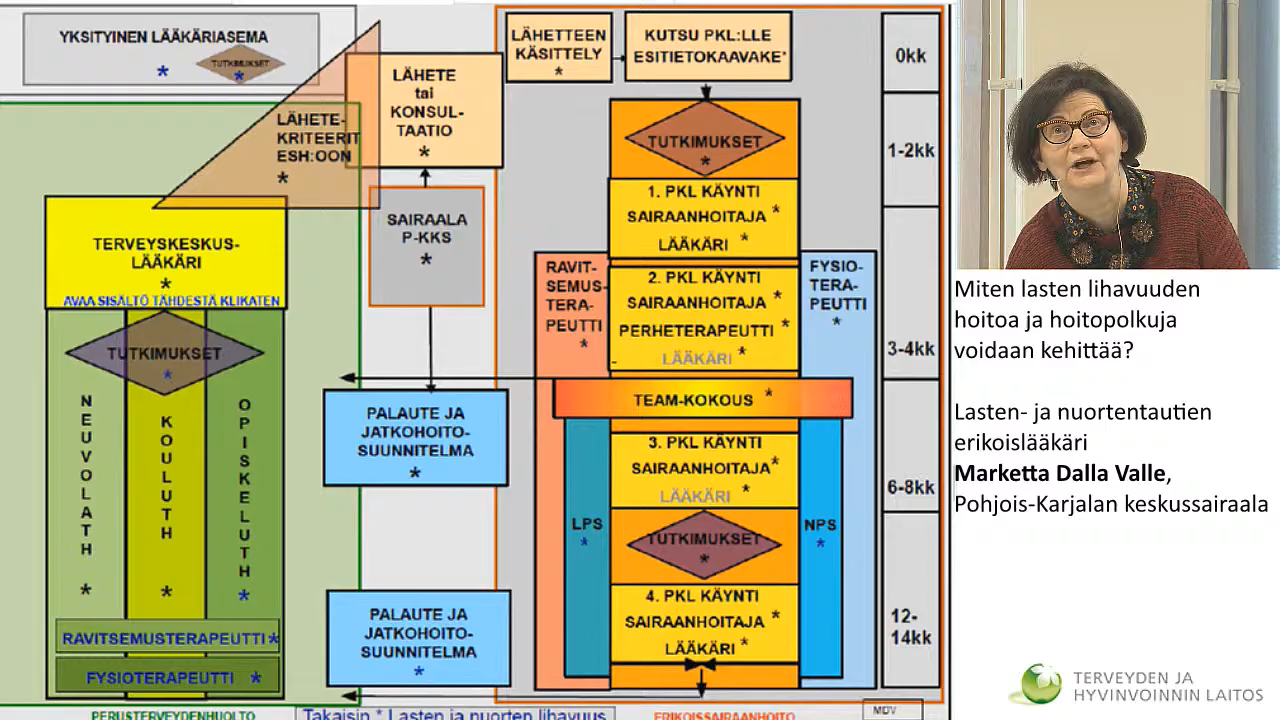 YKSITYINEN LÄÄKÄRIASEMA
*
TUTKIMUKSET
*
LÄHETE-
KRITEERIT
ESH:OON
*
LÄHETE
tai
KONSUL-
TAATIO
*
SAIRAALA
P-KKS
*
TERVEYSKESKUS-
LÄÄKÄRI
*
AVAA SISÄLTÖ TÄHDESTÄ KLIKATEN
TUTKIMUKSET
*
NEUVOLATH *
KOULUTH *
OPISKELUTH *
RAVITSEMUSTERAPEUTTI *
FYSIOTERAPEUTTI *
PERUSTERVEYDENHUOLTO
PALAUTE JA
JATKOHOITO-
SUUNNITELMA
*
PALAUTE JA
JATKOHOITO-
SUUNNITELMA
*
Takaisin * Lasten ja nuorten lihavuus
LÄHETTEEN
KÄSITTELY
*
KUTSU PKL:LLE
ESITIETOKAAVAKE*
TUTKIMUKSET
*
1. PKL KÄYNTI
SAIRAANHOITAJA *
LÄÄKÄRI *
RAVIT-
SEMUS-
TERA-
PEUTTI
*
2. PKL KÄYNTI
SAIRAANHOITAJA *
PERHETERAPEUTTI *
LÄÄKÄRI *
FYSIO-
TERA-
PEUTTI
*
TEAM-KOKOUS *
3. PKL KÄYNTI
SAIRAANHOITAJA *
LÄÄKÄRI *
LPS
*
TUTKIMUKSET
*
NPS
*
4. PKL KÄYNTI
SAIRAANHOITAJA *
LÄÄKÄRI *
ERIKOISSAIRAANHOITO
MDV
0kk
1-2kk
3-4kk
6-8kk
12-
14kk
Miten lasten lihavuuden
hoitoa ja hoitopolkuja
voidaan kehittää?
Lasten- ja nuortentautien
erikoislääkäri
Marketta Dalla Valle,
Pohjois-Karjalan keskussairaala
TERVEYDEN JA
HYVINVOINNIN LAITOS